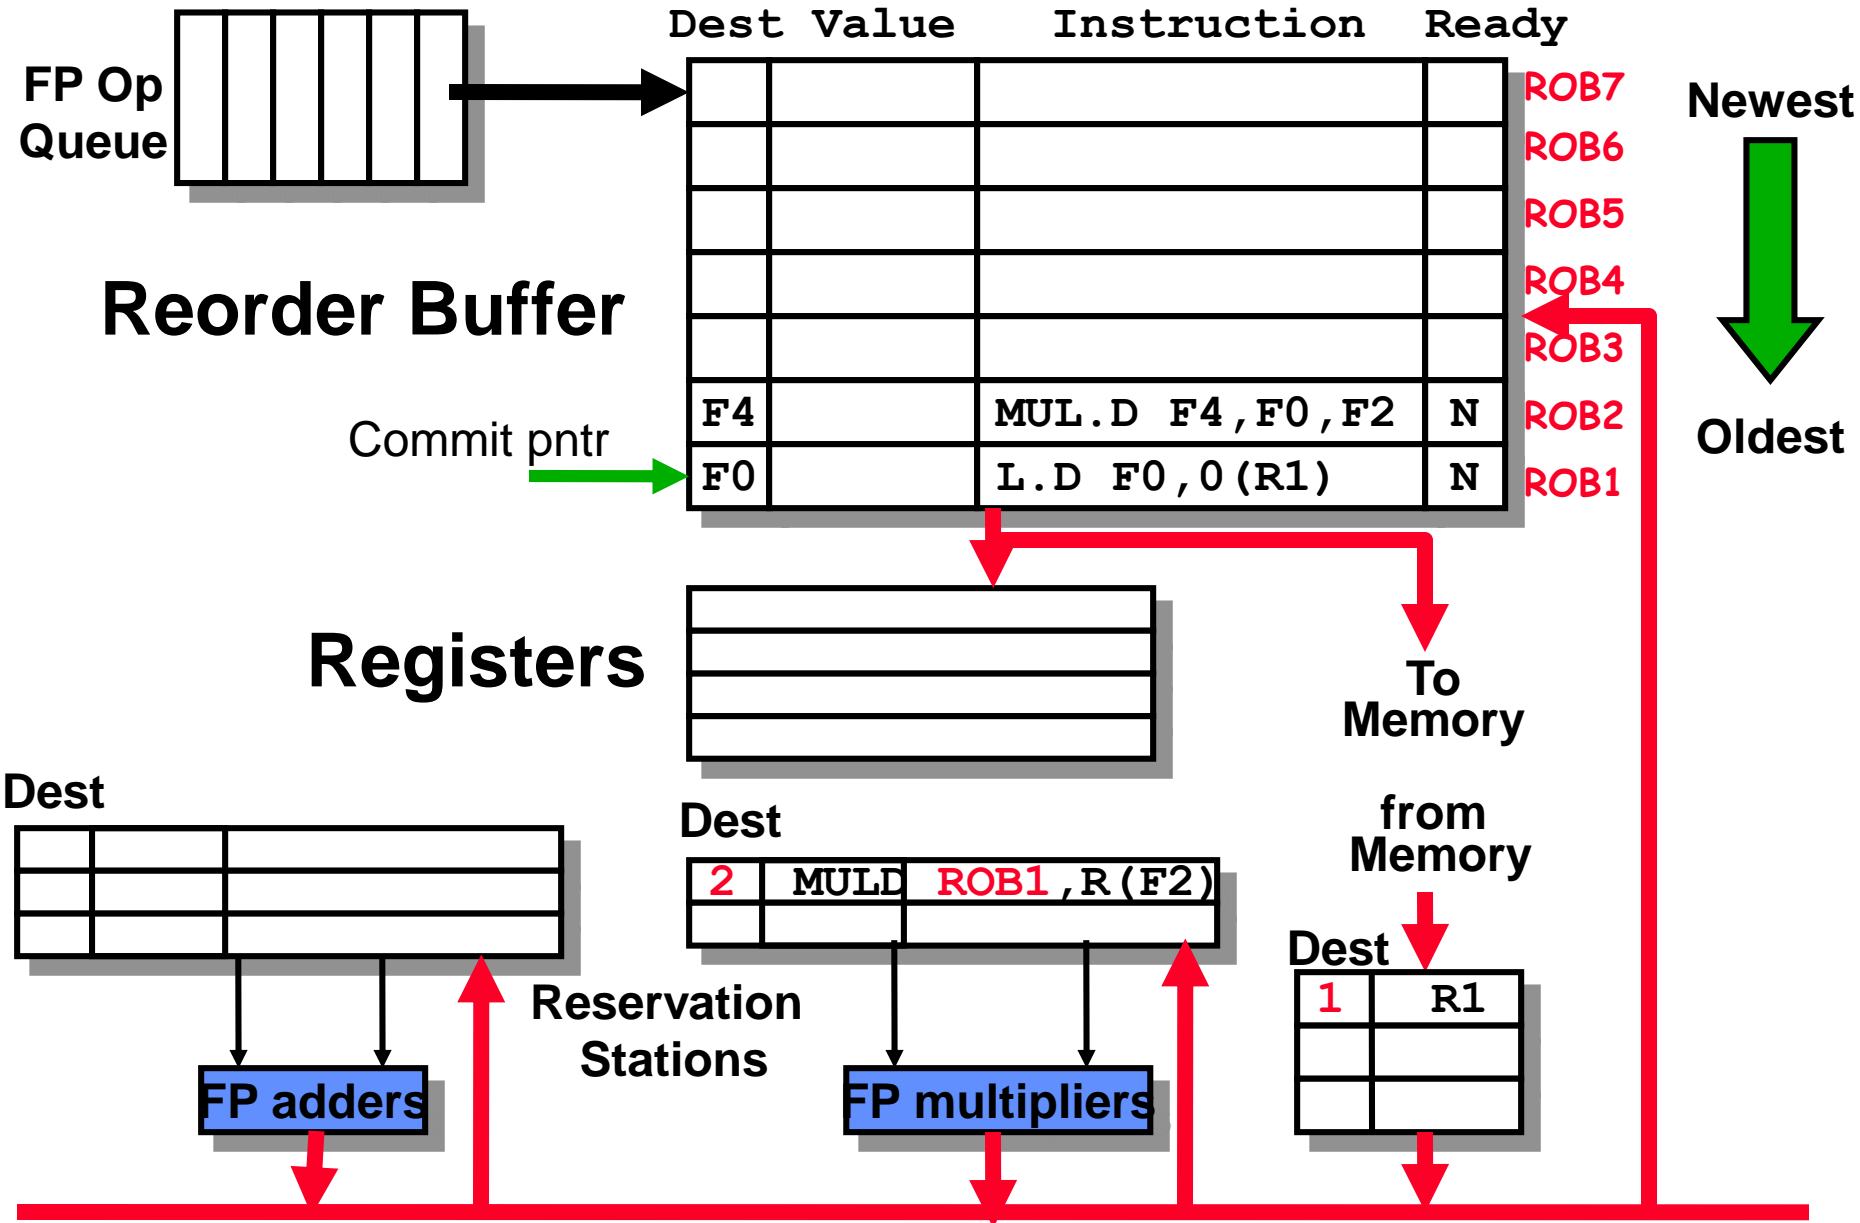 Dest Value Instruction Ready
FP Op
Queue
ROB7
Newest
ROB6
ROB5
Reorder Buffer
ROB4
ROB3
F4 MUL.D F4,F0,F2 N ROB2
Commit pntr
Oldest
F0 L.D F0,0(R1) N ROB1
Registers
To
Memory
Dest
Dest
from
Memory
2 MULD ROB1,R(F2)
Dest
1 R1
Reservation
Stations
FP adders
FP multipliers